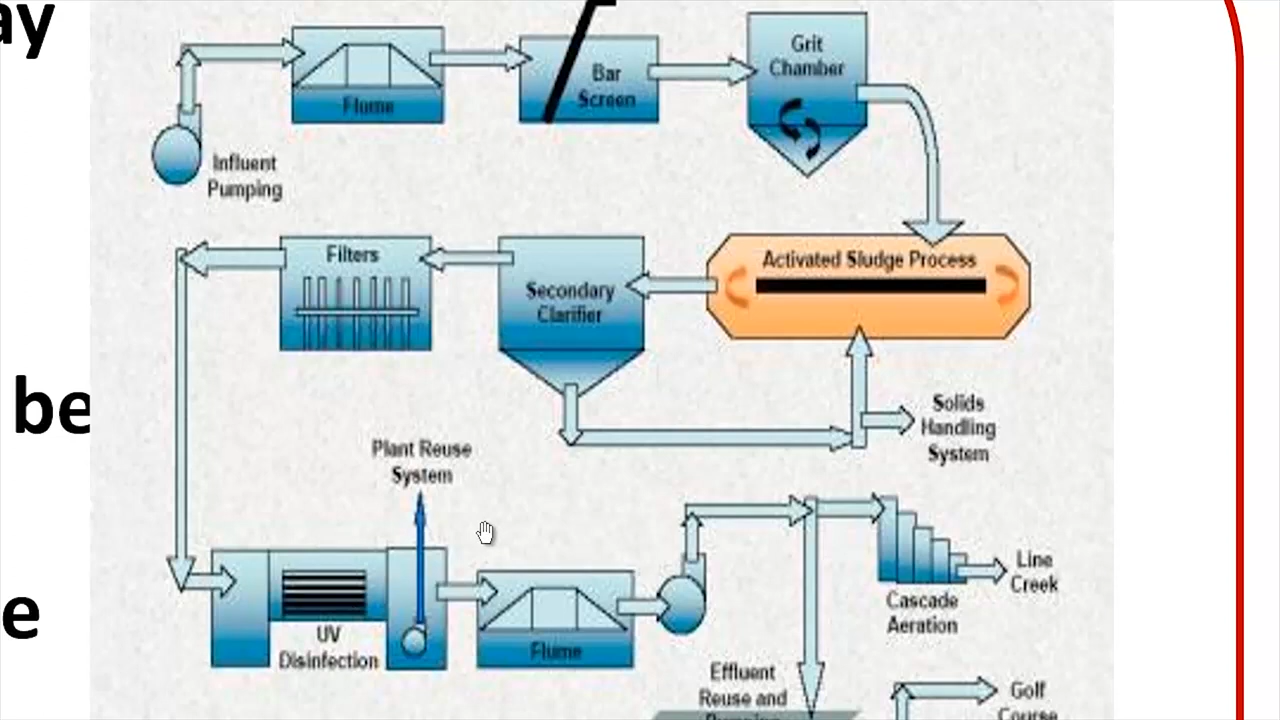 ay
be
e
Influent
Pumping
Flume
Bar
Screen
Grit
Chamber
Activated Sludge Process
Secondary
Clarifier
Filters
Solids
Handling
System
Plant Reuse
System
UV
Disinfection
Flume
Cascade
Aeration
Line
Creek
Effluent
Reuse and
Golf
Course